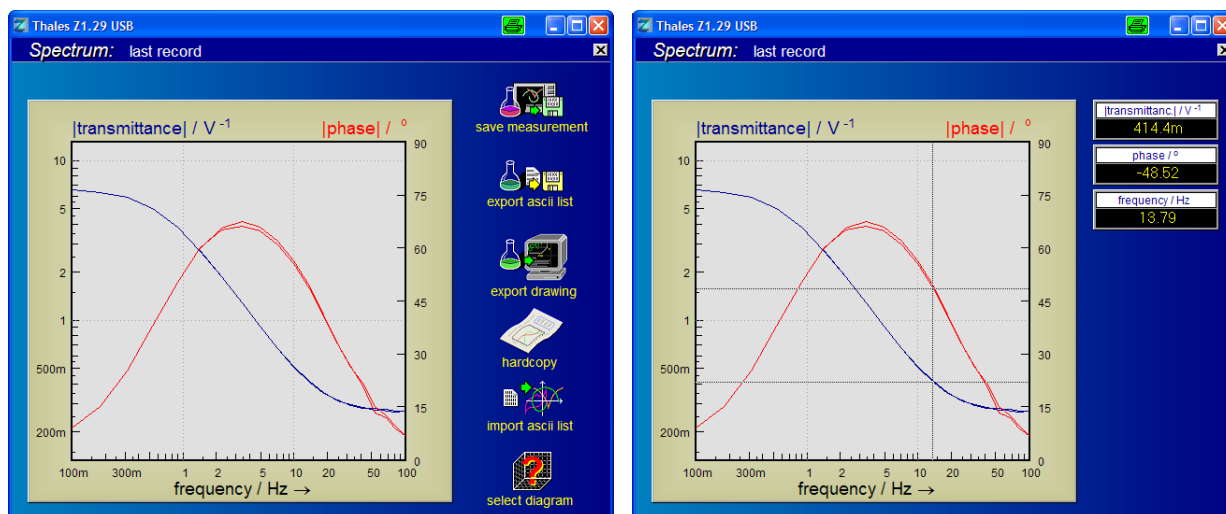 Thales Z1.29 USB
Spectrum: last record
save measurement
export ascii list
export drawing
hardcopy
import ascii list
select diagram
|transmittance| / V⁻¹ |phase| / º
10 90
75
5
60
2
45
1
30
500m
15
200m
0
100m 300m 1 2 5 10 20 50 100
frequency / Hz →
Thales Z1.29 USB
Spectrum: last record
|transmittance| / V⁻¹ |phase| / º
10 90
75
5
60
2
45
1
30
500m
15
200m
0
100m 300m 1 2 5 10 20 50 100
frequency / Hz →
|transmittanc.| / V⁻¹
414.4m
phase / º
-48.52
frequency / Hz
13.79